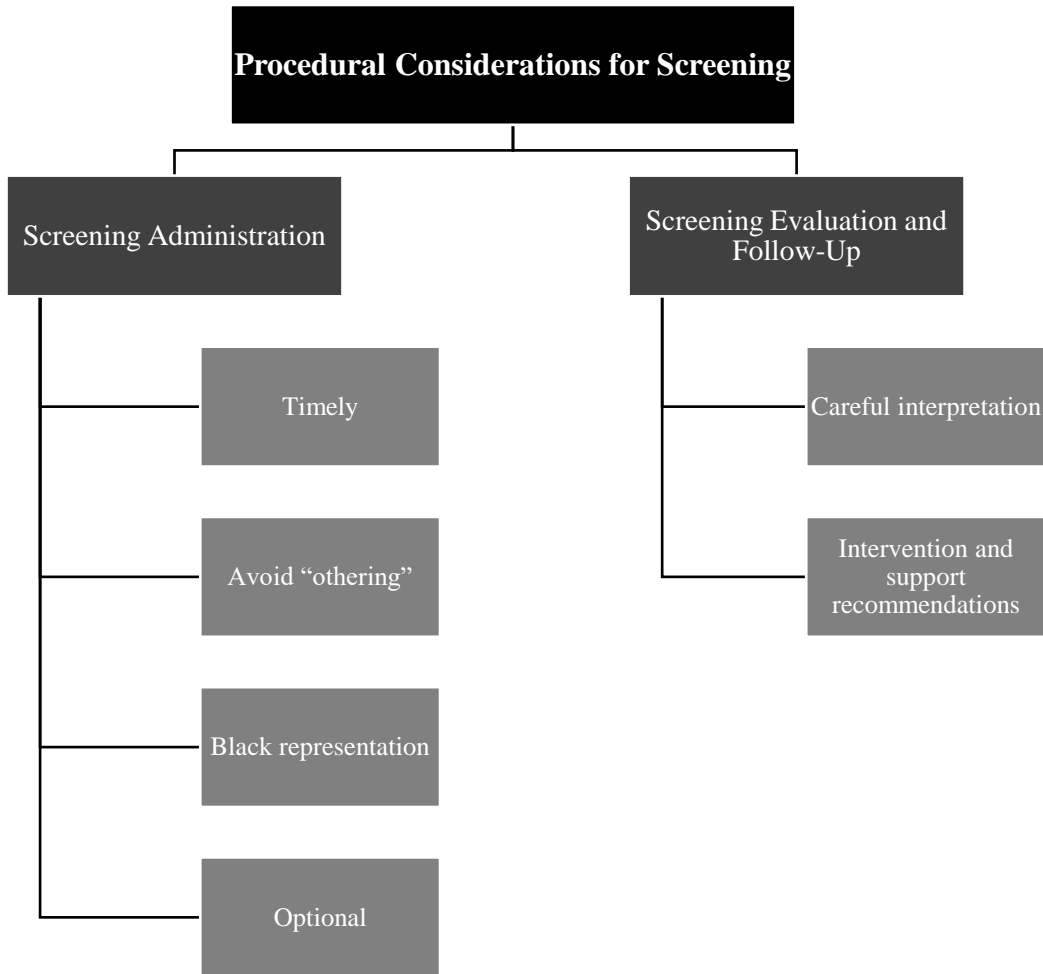 Procedural Considerations for Screening
Screening Administration
Timely
Avoid “othering”
Black representation
Optional
Screening Evaluation and
Follow-Up
Careful interpretation
Intervention and
support
recommendations